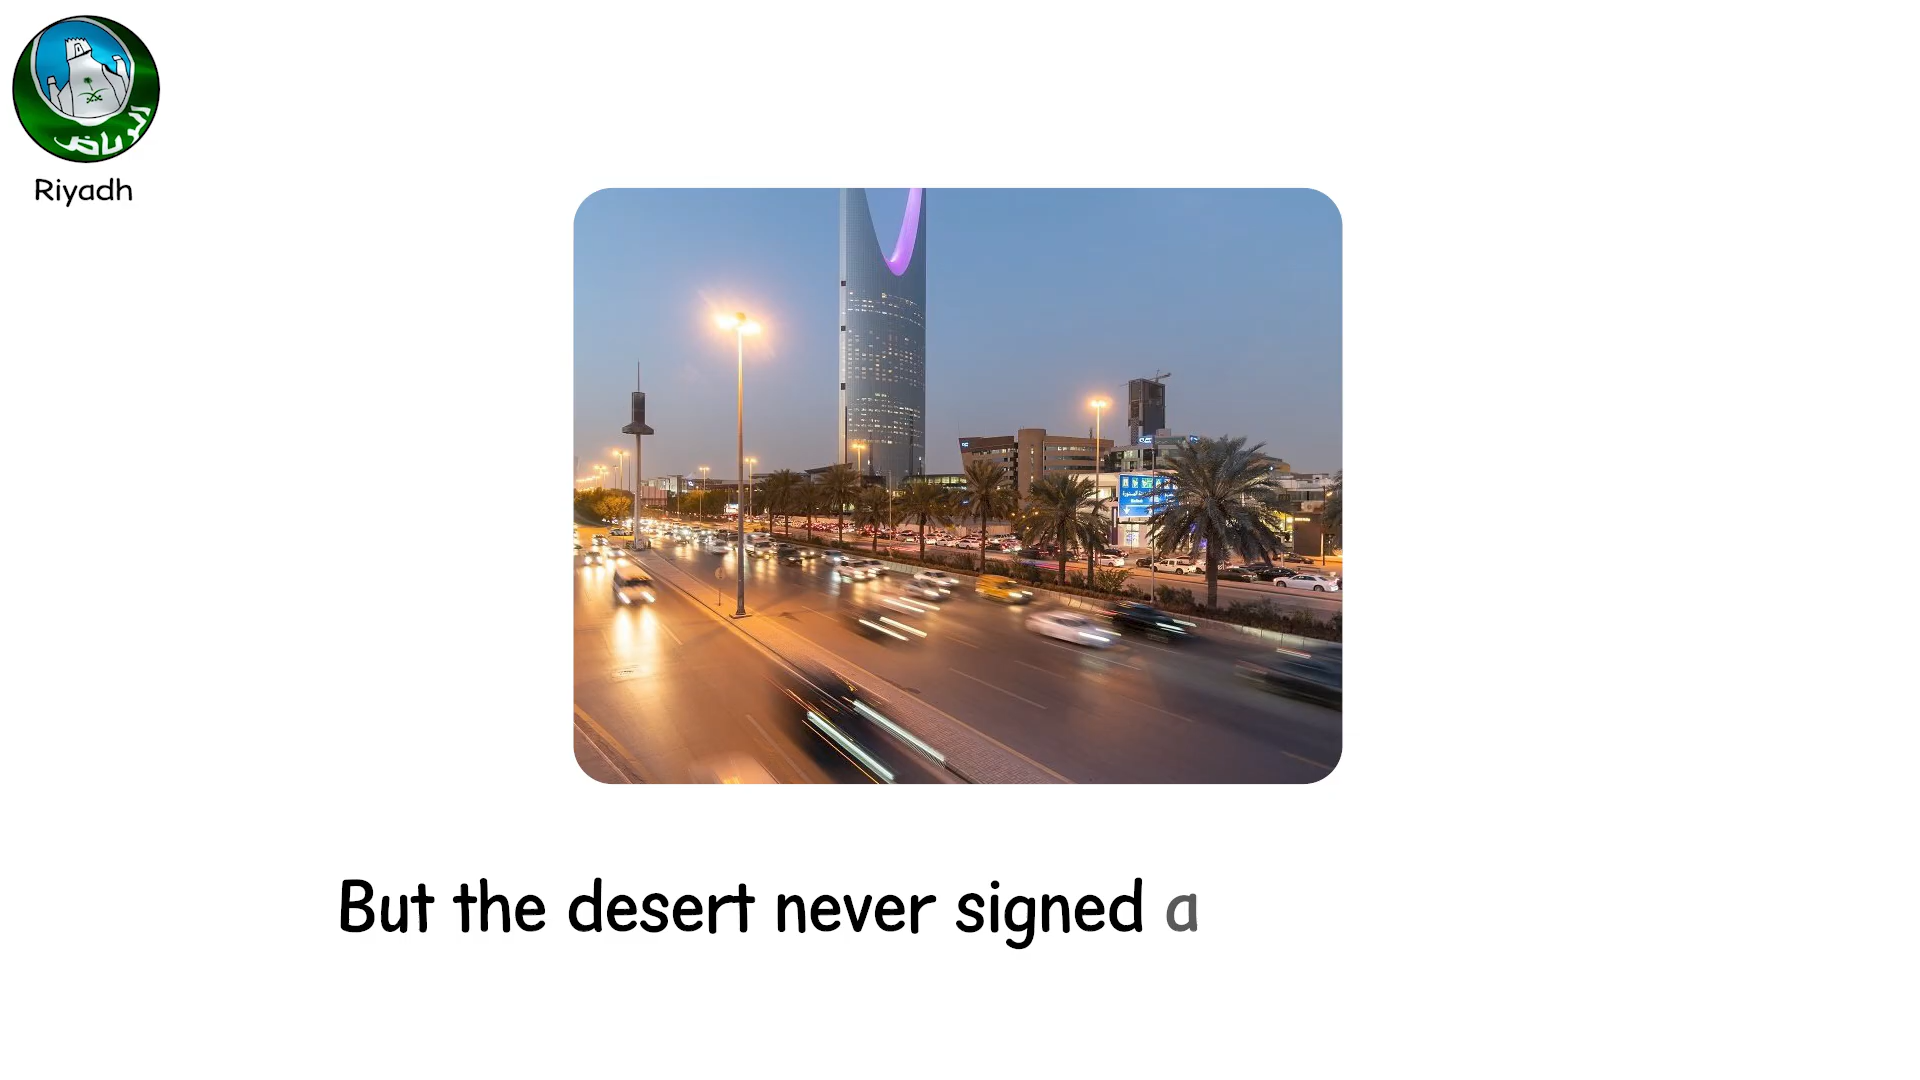 الرياض
Riyadh
But the desert never signed a